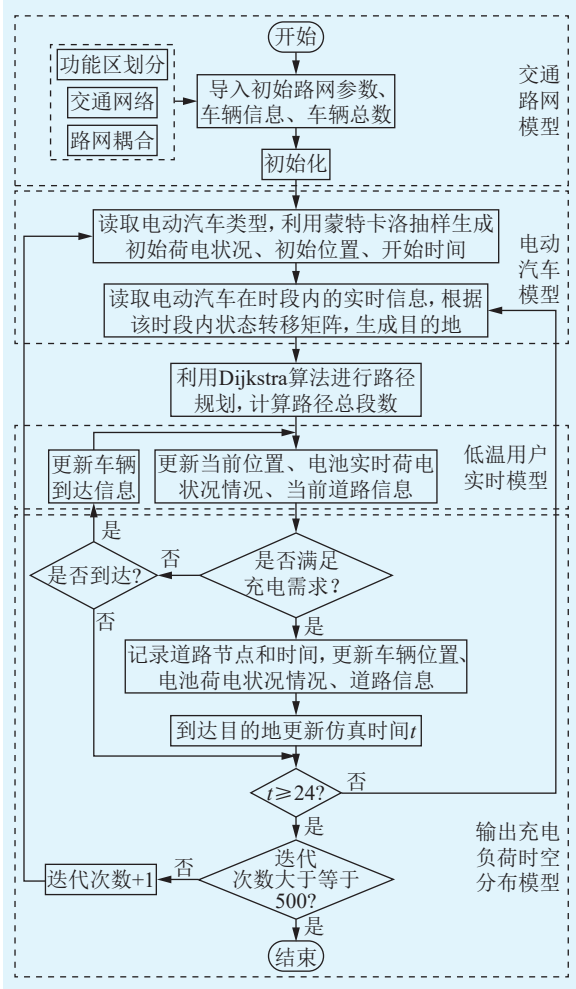 开始
功能区划分
交通网络
路网耦合
导入初始路网参数、
车辆信息、车辆总数
初始化
交通
路网
模型
读取电动汽车类型，利用蒙特卡洛抽样生成
初始荷电状况、初始位置、开始时间
读取电动汽车在时段内的实时信息，根据
该时段内状态转移矩阵，生成目的地
电动
汽车
模型
利用Dijkstra算法进行路径
规划，计算路径总段数
更新车辆
到达信息
更新当前位置、电池实时荷电
状况情况、当前道路信息
低温用户
实时模型
是
是否到达？
否
否
是否满足
充电需求？
是
记录道路节点和时间，更新车辆位置、
电池荷电状况情况、道路信息
到达目的地更新仿真时间t
t≥24?
否
是
迭代
次数大于等于
500?
否
迭代次数+1
是
结束
输出充电
负荷时空
分布模型